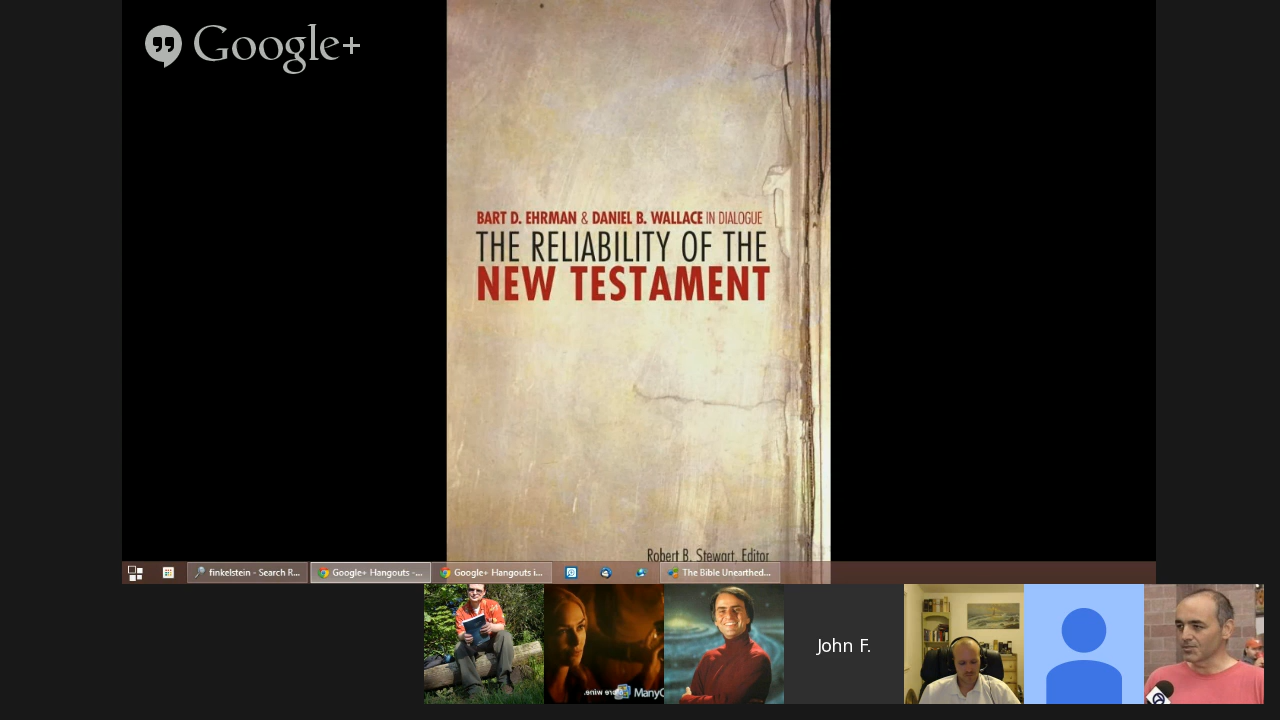 Google+
BART D. EHRMAN & DANIEL B. WALLACE IN DIALOGUE
THE RELIABILITY OF THE
NEW TESTAMENT
Robert B. Stewart, Editor
finkelstein - Search R...
Google+ Hangouts -...
Google+ Hangouts i...
The Bible Unearthed...
John F.
ManyC